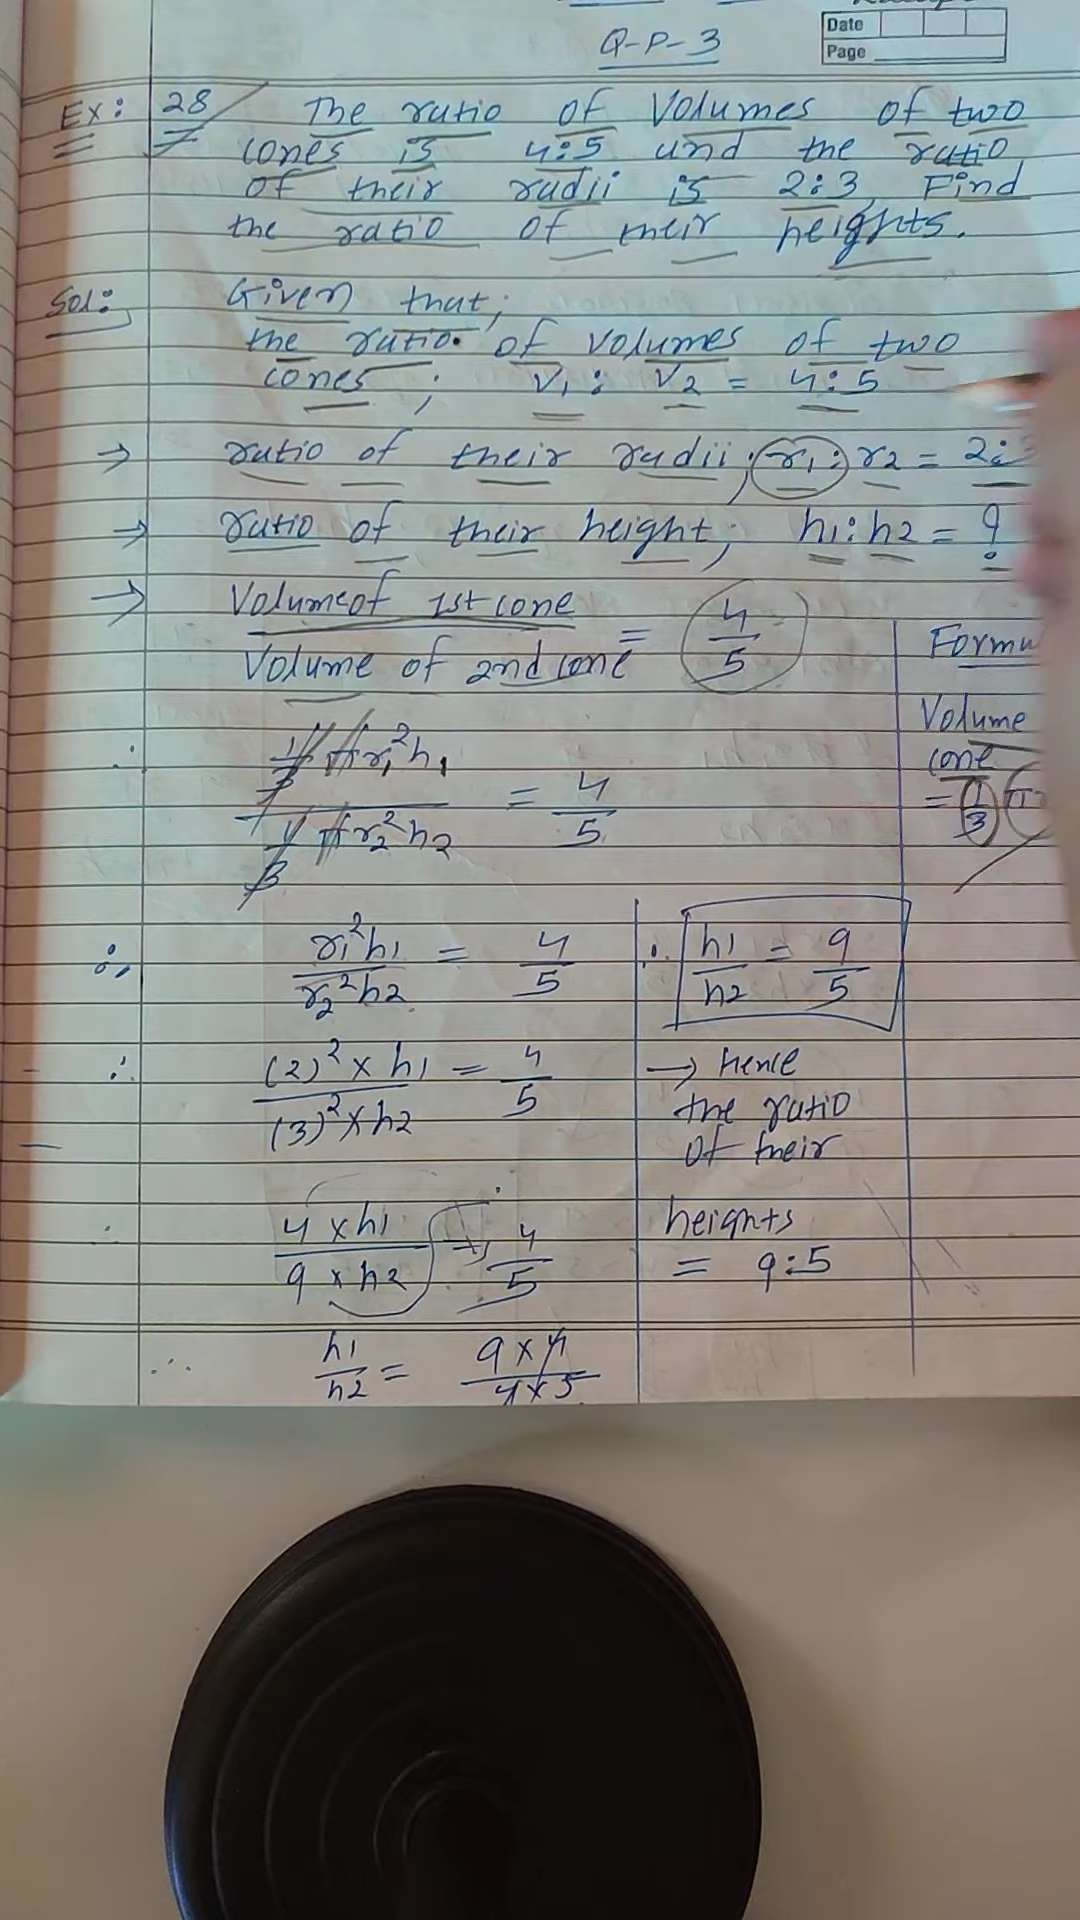 Q-P-3
Date
Page
Ex: 28 The ratio of Volumes of two
cones is 4:5 and the ratio
of their radii is 2:3, Find
the ratio of their heights.
Sol: Given that;
the ratio of volumes of two
cones; V1: V2 = 4:5
→ ratio of their radii; r1: r2 = 2:
→ ratio of their height; h1:h2 = ?
→ Volume of 1st cone
Volume of 2nd cone = 4/5
∴ 1/3 πr1²h1
1/3 πr2²h2 = 4/5
∴ r1²h1/r2²h2 = 4/5
∴ (2)² × h1/(3)² × h2 = 4/5
∴ 4 × h1/9 × h2 = 4/5
∴ h1/h2 = 9 × 4/4 × 5
Volume
cone
= 1/3 π
∴ h1/h2 = 9/5
→ hence
the ratio
of their
heights
= 9:5